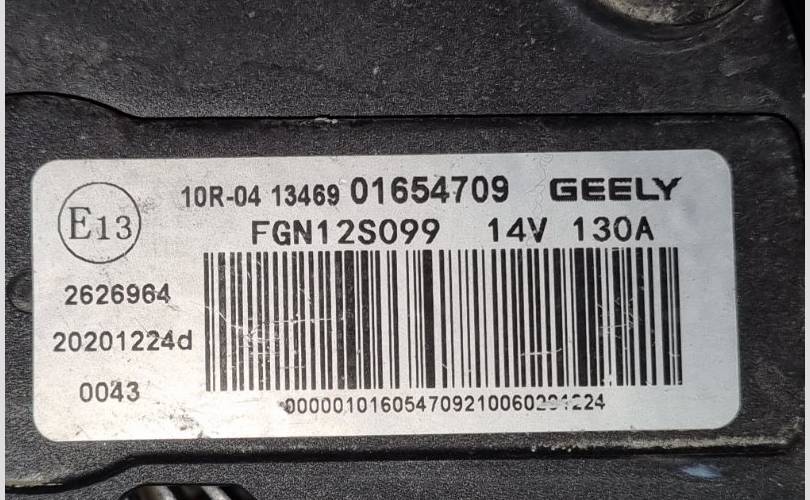 E13
10R-04 13469 01654709 GEELY
FGN12S099 14V 130A
2626964
20201224d
0043